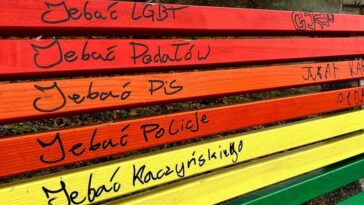 Jebać LGBT
Jebać Pedałów
Jebać PiS
Jebać Policje
Jebać Kaczyńskiego